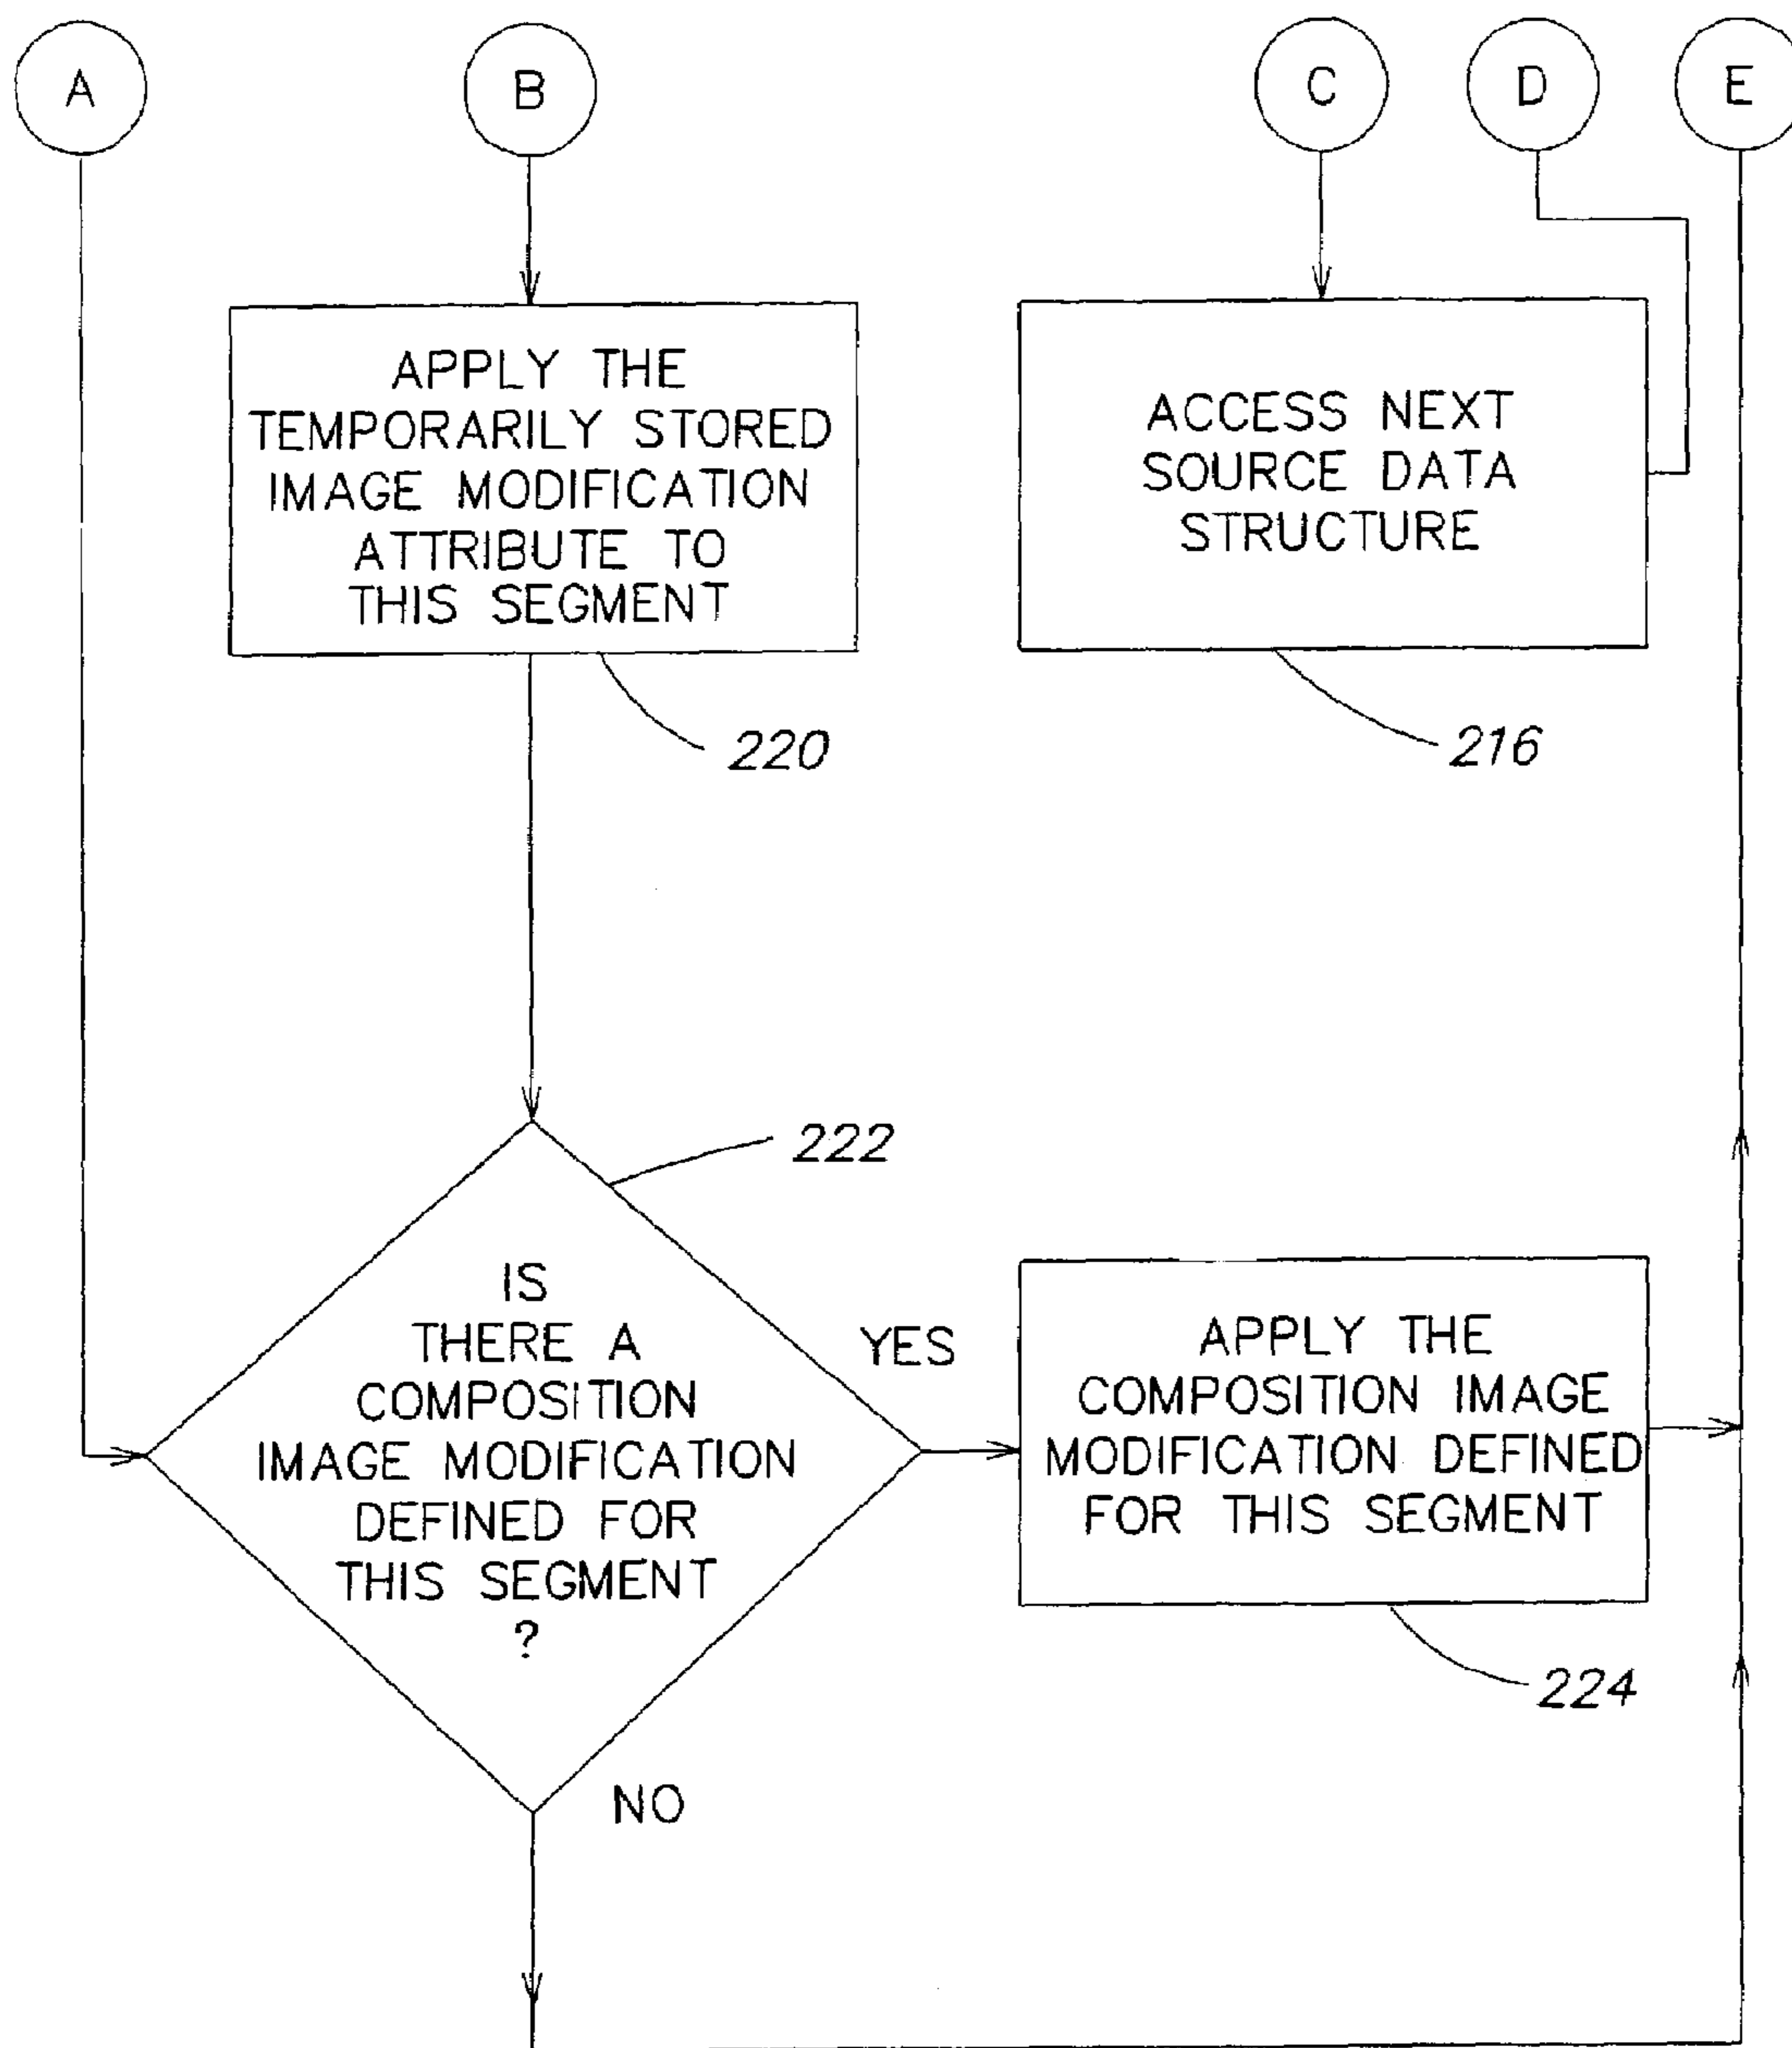 A
B
C
D
E
APPLY THE
TEMPORARILY STORED
IMAGE MODIFICATION
ATTRIBUTE TO
THIS SEGMENT
220
ACCESS NEXT
SOURCE DATA
STRUCTURE
216
222
IS
THERE A
COMPOSITION
IMAGE MODIFICATION
DEFINED FOR
THIS SEGMENT
?
YES
NO
APPLY THE
COMPOSITION IMAGE
MODIFICATION DEFINED
FOR THIS SEGMENT
224